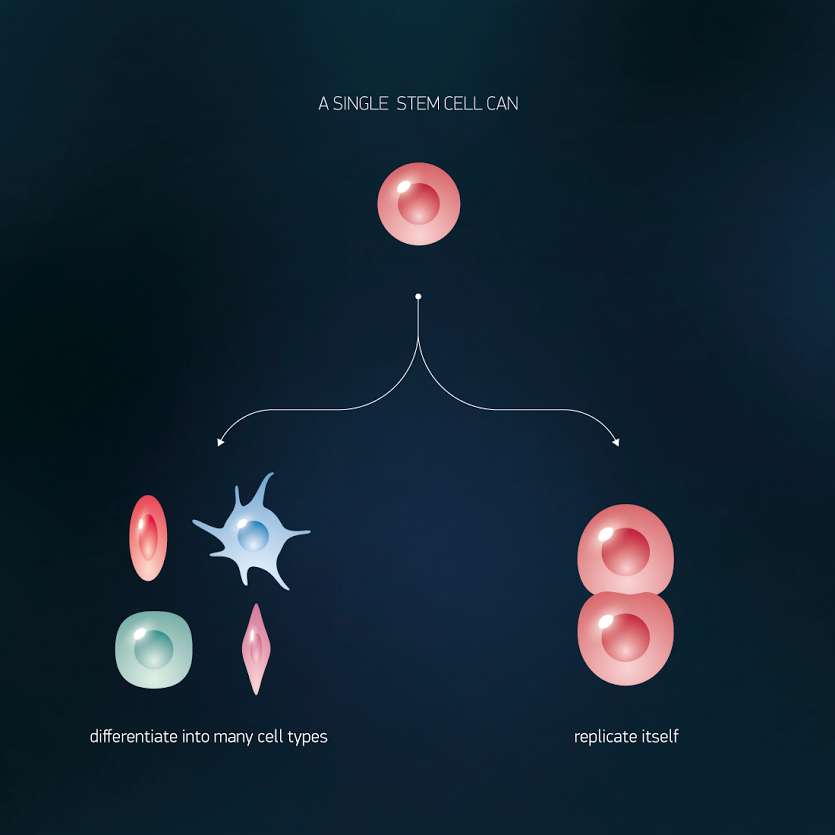 A SINGLE STEM CELL CAN
differentiate into many cell types
replicate itself